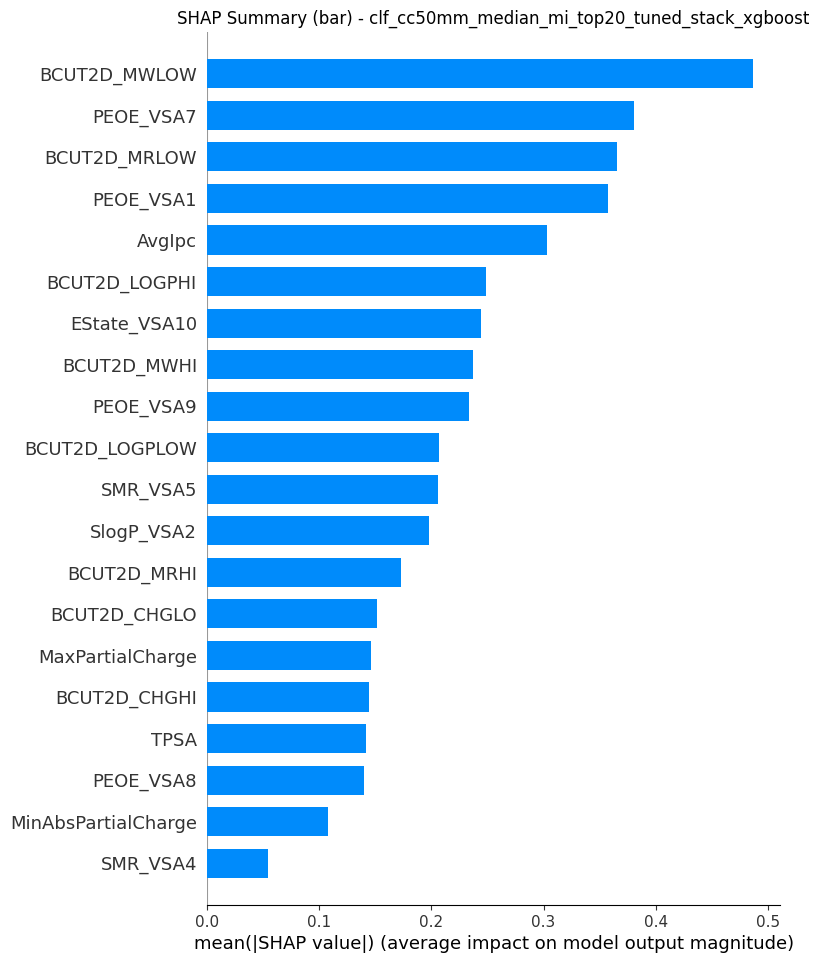 SHAP Summary (bar) - clf_cc50mm_median_mi_top20_tuned_stack_xgboost
BCUT2D_MWLOW
PEOE_VSA7
BCUT2D_MRLOW
PEOE_VSA1
AvgIpc
BCUT2D_LOGPHI
EState_VSA10
BCUT2D_MWHI
PEOE_VSA9
BCUT2D_LOGPLOW
SMR_VSA5
SlogP_VSA2
BCUT2D_MRHI
BCUT2D_CHGLO
MaxPartialCharge
BCUT2D_CHGHI
TPSA
PEOE_VSA8
MinAbsPartialCharge
SMR_VSA4
0.0 0.1 0.2 0.3 0.4 0.5
mean(|SHAP value|) (average impact on model output magnitude)